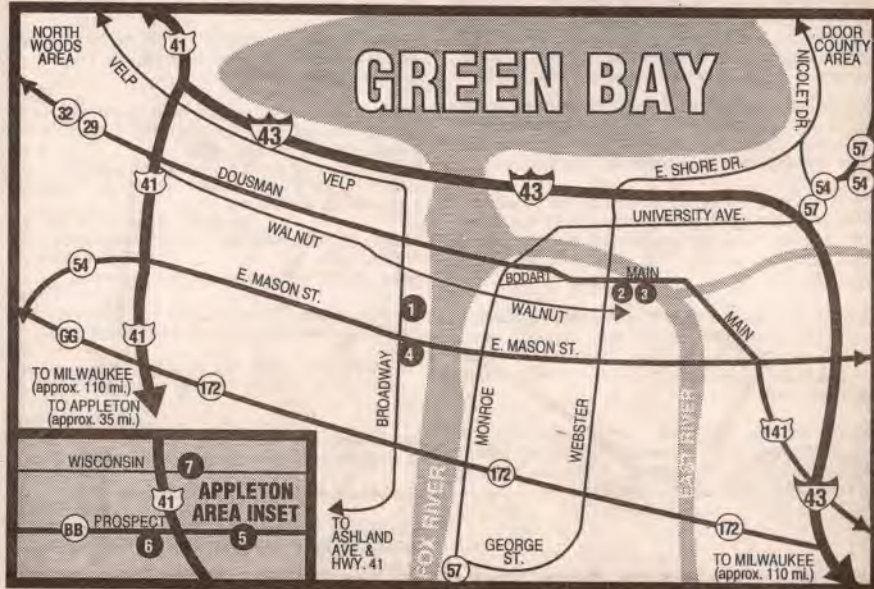 NORTH
WOODS
AREA
41
VELP
GREEN BAY
DOOR
COUNTY
AREA
NICOLET DR.
32
29
43
57
54
54
57
41
DOUSMAN
VELP
43
E. SHORE DR.
UNIVERSITY AVE.
WALNUT
BODART
MAIN
54
E. MASON ST.
1
2
3
WALNUT
MAIN
GG
41
4
E. MASON ST.
TO MILWAUKEE
(approx. 110 mi.)
172
TO APPLETON
(approx. 35 mi.)
BROADWAY
MONROE
WEBSTER
EAST RIVER
141
WISCONSIN
7
41
APPLETON
AREA INSET
BB
PROSPECT
6
5
172
43
TO
ASHLAND
AVE. &
HWY. 41
FOX RIVER
57
GEORGE
ST.
172
TO MILWAUKEE
(approx. 110 mi.)